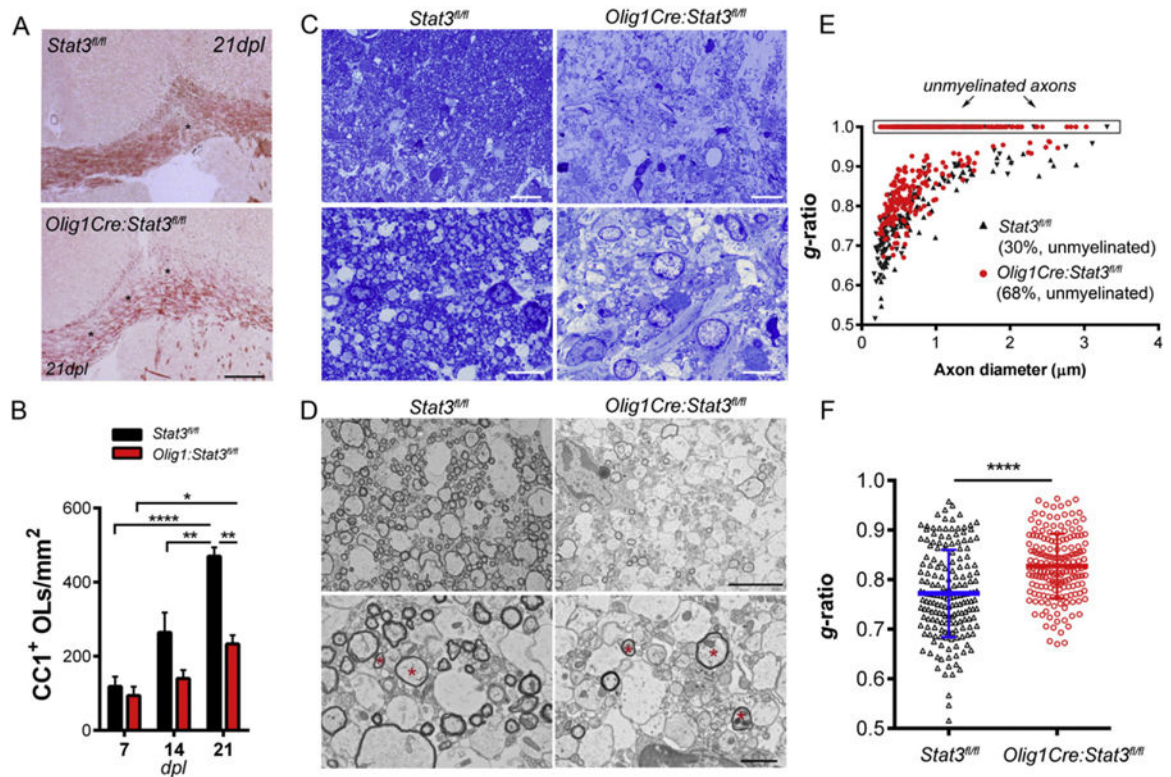 A
Stat3fl/fl
21dpl
*
Olig1Cre:Stat3fl/fl
*
*
*
21dpl
B
Stat3fl/fl
Olig1:Stat3fl/fl
*
****
** **
600
400
200
0
CC1+ OLs/mm2
7 14 21
dpl
C
Stat3fl/fl Olig1Cre:Stat3fl/fl
D
Stat3fl/fl Olig1Cre:Stat3fl/fl
* *
* *
*
E
unmyelinated axons
1.0
0.9
0.8
0.7
0.6
0.5
g-ratio
Stat3fl/fl
(30%, unmyelinated)
Olig1Cre:Stat3fl/fl
(68%, unmyelinated)
0 1 2 3 4
Axon diameter (μm)
F
****
1.0
0.9
0.8
0.7
0.6
0.5
g-ratio
Stat3fl/fl Olig1Cre:Stat3fl/fl